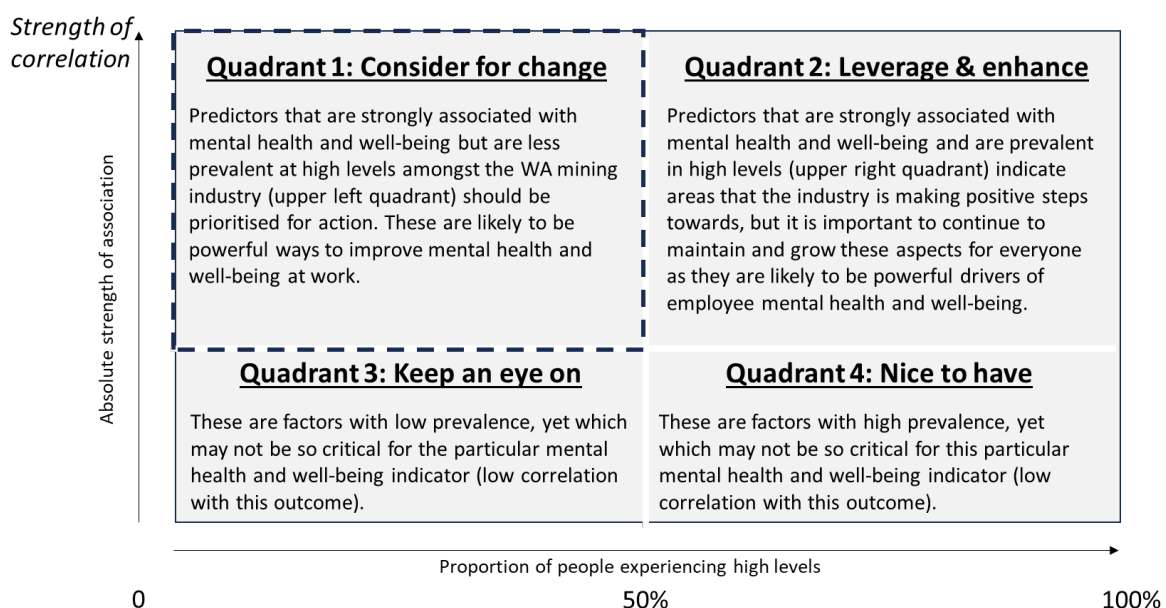 Strength of
correlation
Absolute strength of association
Quadrant 1: Consider for change
Predictors that are strongly associated with
mental health and well-being but are less
prevalent at high levels amongst the WA mining
industry (upper left quadrant) should be
prioritised for action. These are likely to be
powerful ways to improve mental health and
well-being at work.
Quadrant 2: Leverage & enhance
Predictors that are strongly associated with
mental health and well-being and are prevalent
in high levels (upper right quadrant) indicate
areas that the industry is making positive steps
towards, but it is important to continue to
maintain and grow these aspects for everyone
as they are likely to be powerful drivers of
employee mental health and well-being.
Quadrant 3: Keep an eye on
These are factors with low prevalence, yet which
may not be so critical for the particular mental
health and well-being indicator (low correlation
with this outcome).
Quadrant 4: Nice to have
These are factors with high prevalence, yet
which may not be so critical for this particular
mental health and well-being indicator (low
correlation with this outcome).
Proportion of people experiencing high levels
0
50%
100%